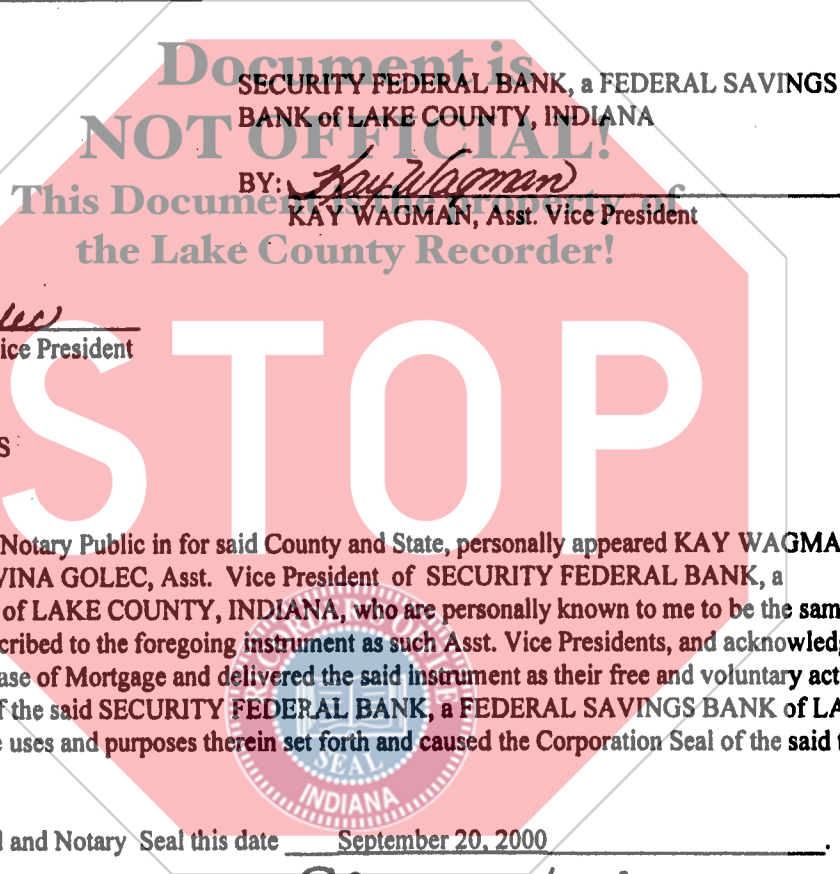 Document is
SECURITY FEDERAL BANK, a FEDERAL SAVINGS
BANK of LAKE COUNTY, INDIANA
NOT OFFICIAL!
BY: Kay Wagman
This Document is the property of
KAY WAGMAN, Asst. Vice President
the Lake County Recorder!
lec
ice President
STOP
S
Notary Public in for said County and State, personally appeared KAY WAGMA
VINA GOLEC, Asst. Vice President of SECURITY FEDERAL BANK, a
of LAKE COUNTY, INDIANA, who are personally known to me to be the sam
cribed to the foregoing instrument as such Asst. Vice Presidents, and acknowled
ase of Mortgage and delivered the said instrument as their free and voluntary act
f the said SECURITY FEDERAL BANK, a FEDERAL SAVINGS BANK of LA
e uses and purposes therein set forth and caused the Corporation Seal of the said
SEAL
INDIANA
d and Notary Seal this date September 20, 2000.